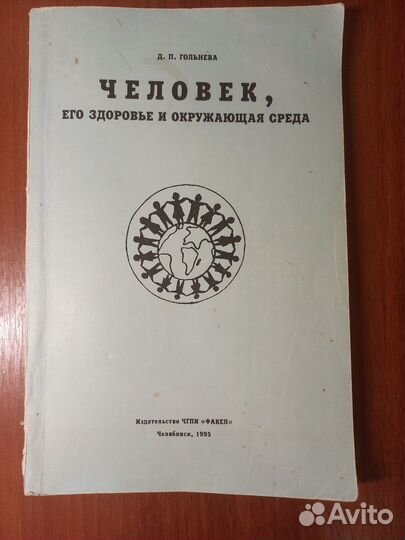 Д. П. ГОЛЬНЕВА
ЧЕЛОВЕК,
ЕГО ЗДОРОВЬЕ И ОКРУЖАЮЩАЯ СРЕДА
Издательство ЧГПИ «ФАКЕЛ»
Челябинск, 1995
Avito